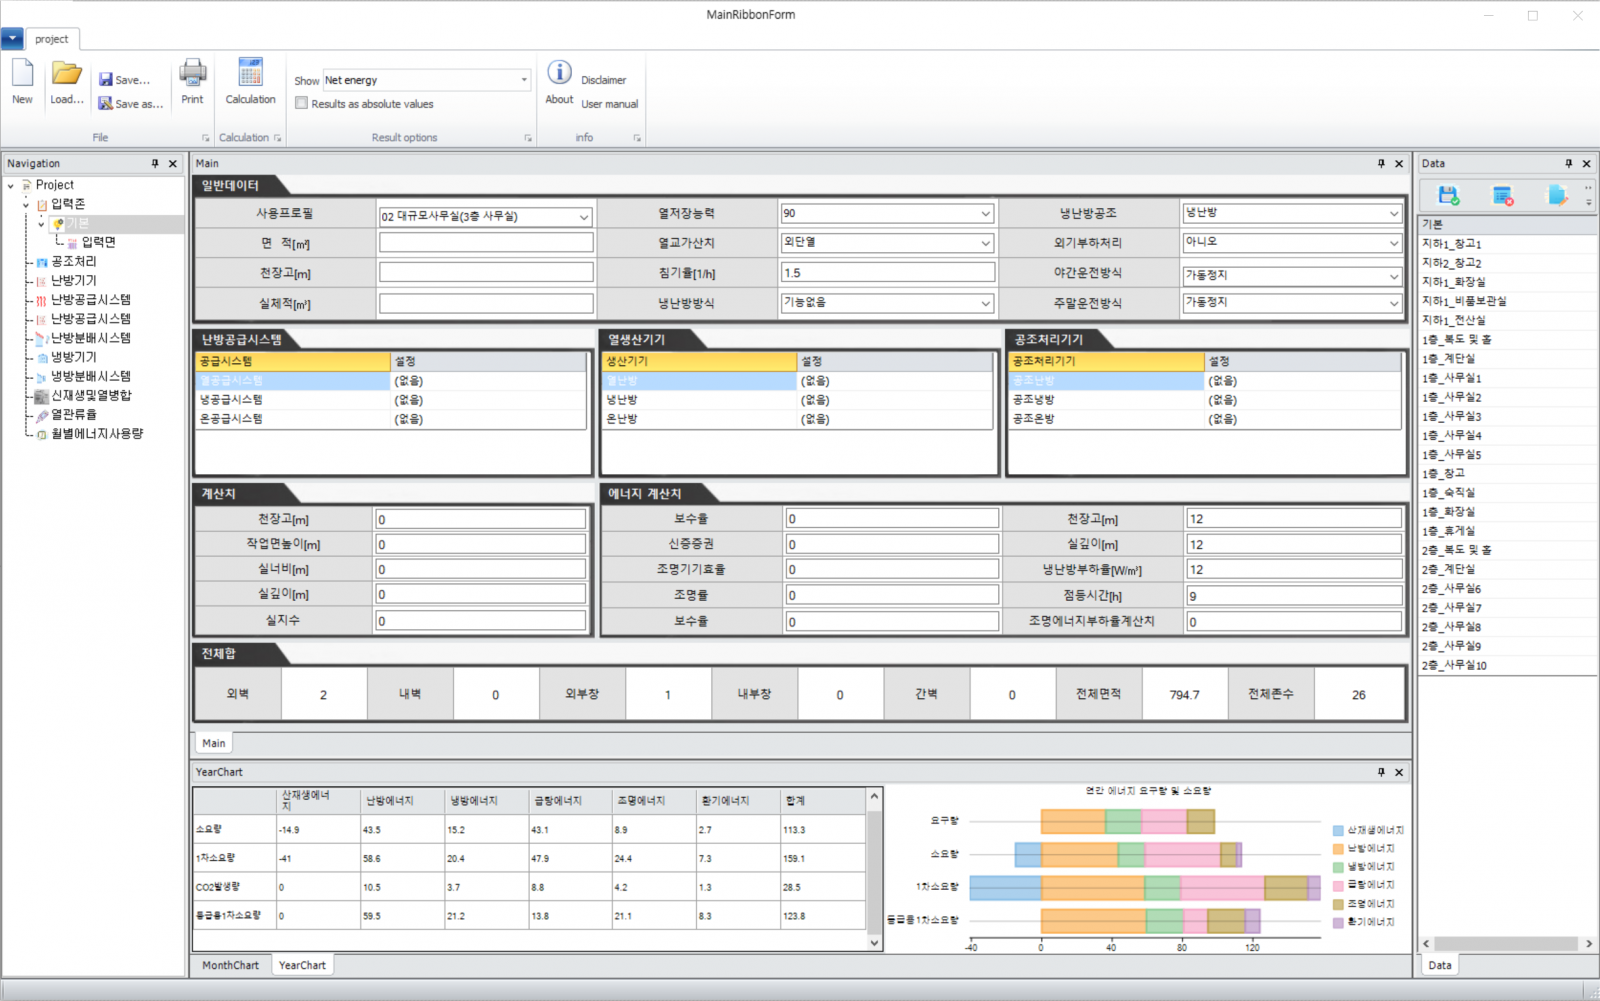 MainRibbonForm
project
New
Load...
Save...
Save as...
Print
File
Calculation
Calculation
Show Net energy
Results as absolute values
Result options
About
Disclaimer
User manual
info
Navigation
Project
입력존
기본
입력면
공조처리
난방기기
난방공급시스템
난방공급시스템
난방분배시스템
냉방기기
냉방분배시스템
신재생및열병합
열관류율
월별에너지사용량
Main
일반데이터
사용프로필 02 대규모사무실(3층 사무실) 열저장능력 90 냉난방공조 냉난방
면 적[㎡] 열교가산치 외단열 외기부하처리 아니오
천장고[m] 침기율[1/h] 1.5 야간운전방식 가동정지
실체적[㎥] 냉난방방식 기능없음 주말운전방식 가동정지
난방공급시스템
공급시스템 설정
열공급시스템 (없음)
냉공급시스템 (없음)
온공급시스템 (없음)
열생산기기
생산기기 설정
열난방 (없음)
냉난방 (없음)
온난방 (없음)
공조처리기기
공조처리기기 설정
공조난방 (없음)
공조냉방 (없음)
공조온방 (없음)
계산치
천장고[m] 0
작업면높이[m] 0
실너비[m] 0
실깊이[m] 0
실지수 0
에너지 계산치
보수율 0 천장고[m] 12
신증증권 0 실깊이[m] 12
조명기기효율 0 냉난방부하율[W/㎡] 12
조명율 0 점등시간[h] 9
보수율 0 조명에너지부하율계산치 0
전체합
외벽 2 내벽 0 외부창 1 내부창 0 간벽 0 전체면적 794.7 전체존수 26
Main
YearChart
산재생에너지 난방에너지 냉방에너지 급탕에너지 조명에너지 환기에너지 합계
소요량 -14.9 43.5 15.2 43.1 8.9 2.7 113.3
1차소요량 -41 58.6 20.4 47.9 24.4 7.3 159.1
CO2발생량 0 10.5 3.7 8.8 4.2 1.3 28.5
등급용1차소요량 0 59.5 21.2 13.8 21.1 8.3 123.8
연간 에너지 요구량 및 소요량
요구량
소요량
1차소요량
등급용1차소요량
-40 0 40 80 120
산재생에너지
난방에너지
냉방에너지
급탕에너지
조명에너지
환기에너지
MonthChart YearChart
Data
기본
지하1_창고1
지하2_창고2
지하1_화장실
지하1_비품보관실
지하1_전산실
1층_복도 및 홀
1층_계단실
1층_사무실1
1층_사무실2
1층_사무실3
1층_사무실4
1층_사무실5
1층_창고
1층_숙직실
1층_화장실
1층_휴게실
2층_복도 및 홀
2층_계단실
2층_사무실6
2층_사무실7
2층_사무실8
2층_사무실9
2층_사무실10
Data